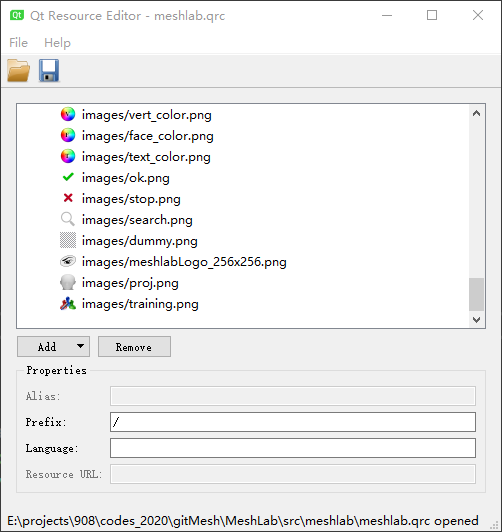 Qt Resource Editor - meshlab.qrc
File Help
images/vert_color.png
images/face_color.png
images/text_color.png
images/ok.png
images/stop.png
images/search.png
images/dummy.png
images/meshlabLogo_256x256.png
images/proj.png
images/training.png
Add Remove
Properties
Alias:
Prefix: /
Language:
Resource URL:
E:\projects\908\codes_2020\gitMesh\MeshLab\src\meshlab\meshlab.qrc opened